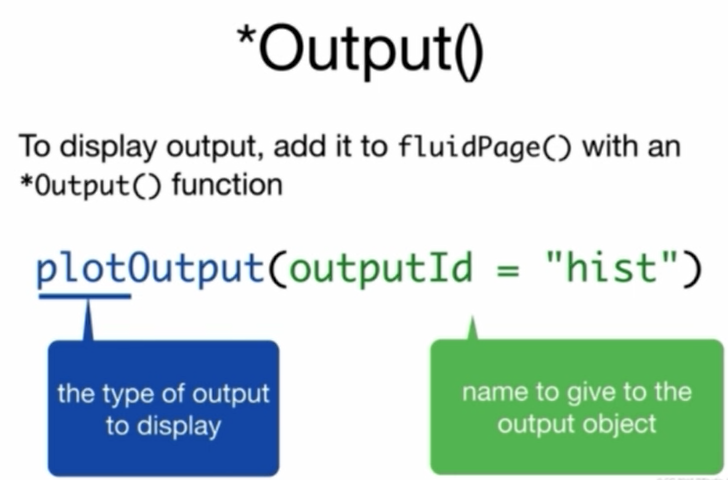 *Output()
To display output, add it to fluidPage() with an
*Output() function
plotOutput(outputId = "hist")
the type of output
to display
name to give to the
output object